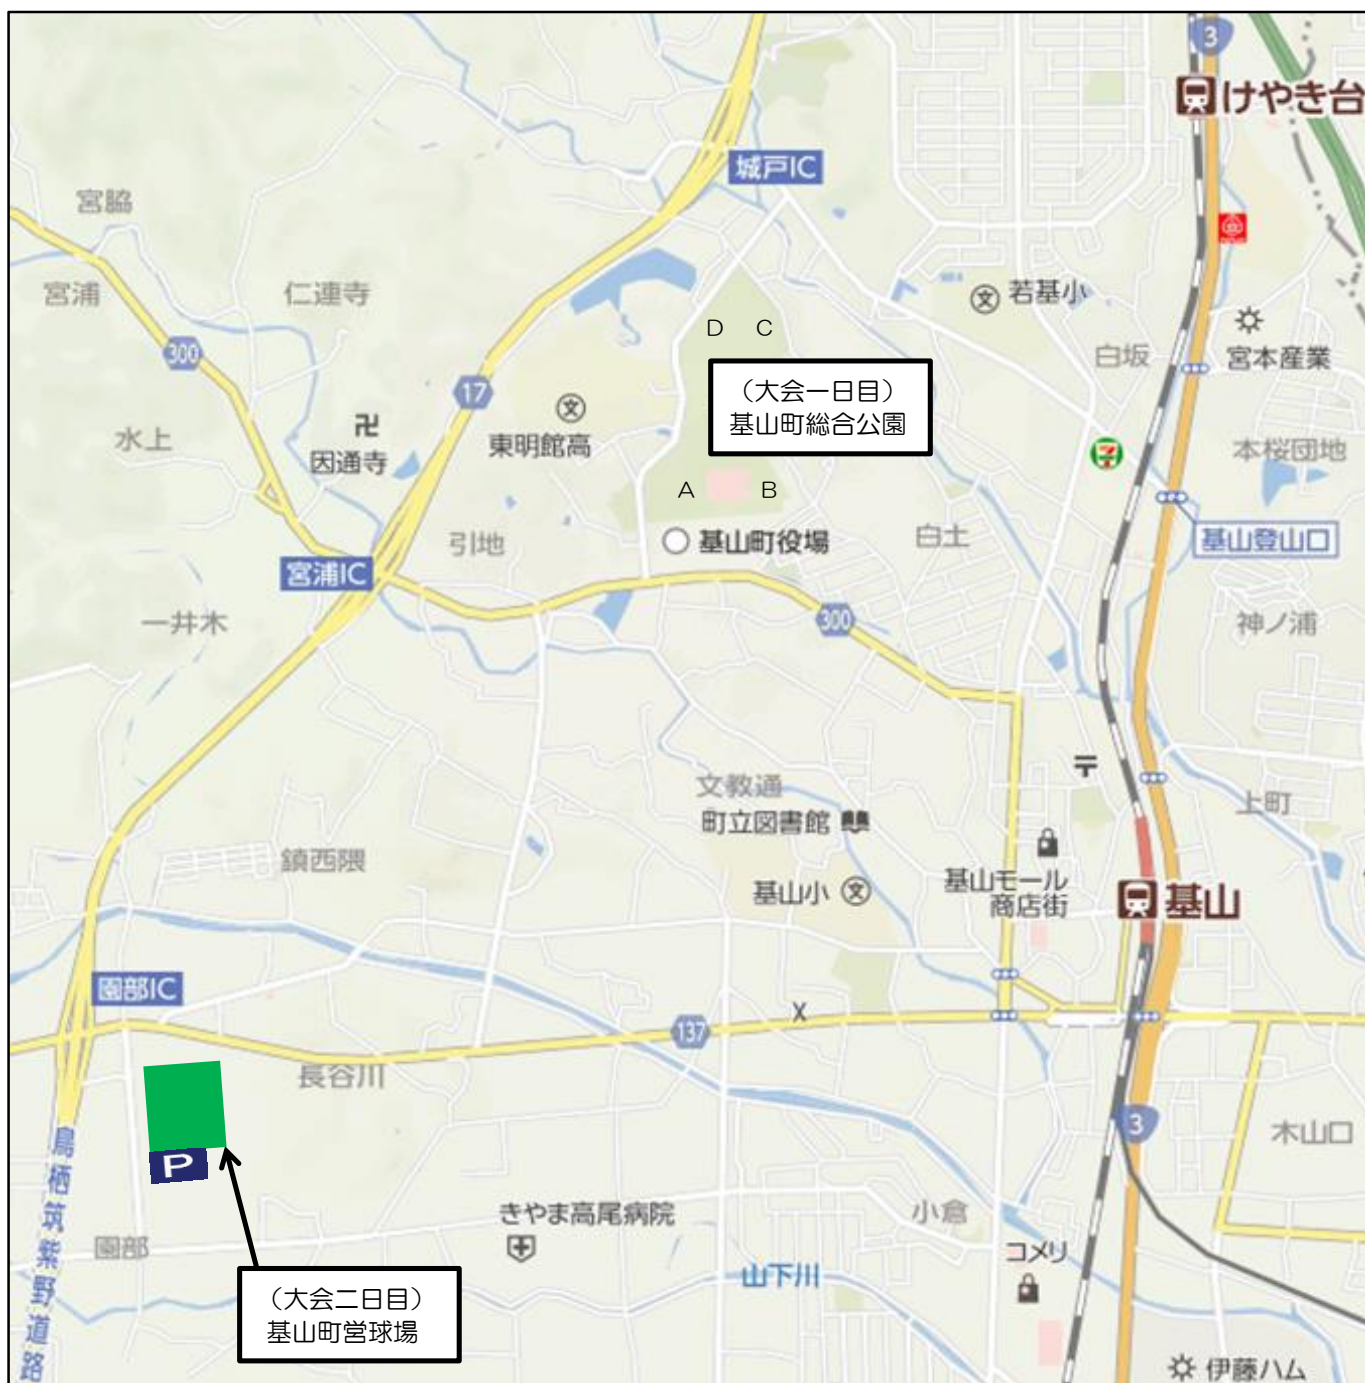 3
けやき台
城戸IC
宮脇
宮浦
仁連寺
文
若基小
D C
300
17
宮本産業
白坂
（大会一日目）
基山町総合公園
卍
因通寺
水上
文
東明館高
7
本桜団地
A B
基山町役場
引地
白土
基山登山口
宮浦IC
一井木
300
神ノ浦
〒
文教通
町立図書館
上町
鎮西隈
基山小 文
基山モール
商店街
基山
園部IC
X
137
長谷川
3
木山口
P
鳥栖筑紫野道路
園部
きやま高尾病院
小倉
山下川
コメリ
（大会二日目）
基山町営球場
伊藤ハム